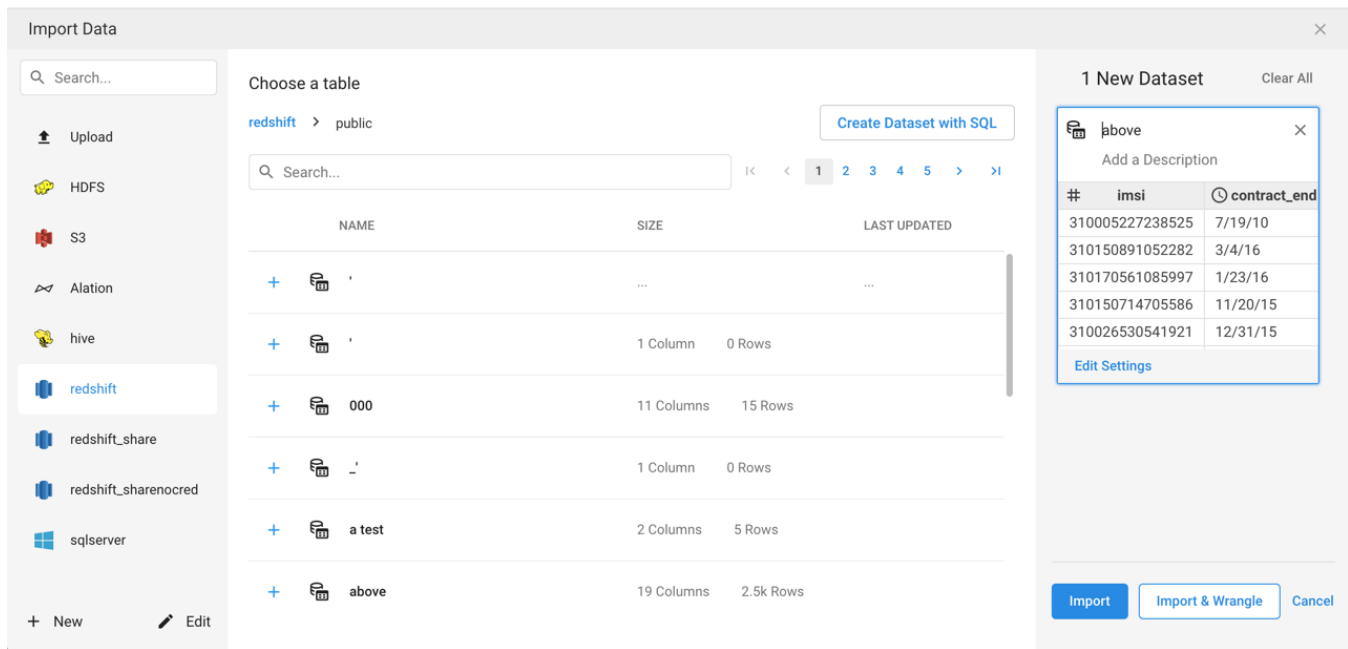 Import Data
Search...
Upload
HDFS
S3
Alation
hive
redshift
redshift_share
redshift_sharenocred
sqlserver
+ New Edit
Choose a table
redshift > public
Create Dataset with SQL
Search...
1 2 3 4 5
NAME SIZE LAST UPDATED
' ... ...
' 1 Column 0 Rows
000 11 Columns 15 Rows
_' 1 Column 0 Rows
a test 2 Columns 5 Rows
above 19 Columns 2.5k Rows
1 New Dataset Clear All
above
Add a Description
# imsi contract_end
310005227238525 7/19/10
310150891052282 3/4/16
310170561085997 1/23/16
310150714705586 11/20/15
310026530541921 12/31/15
Edit Settings
Import Import & Wrangle Cancel